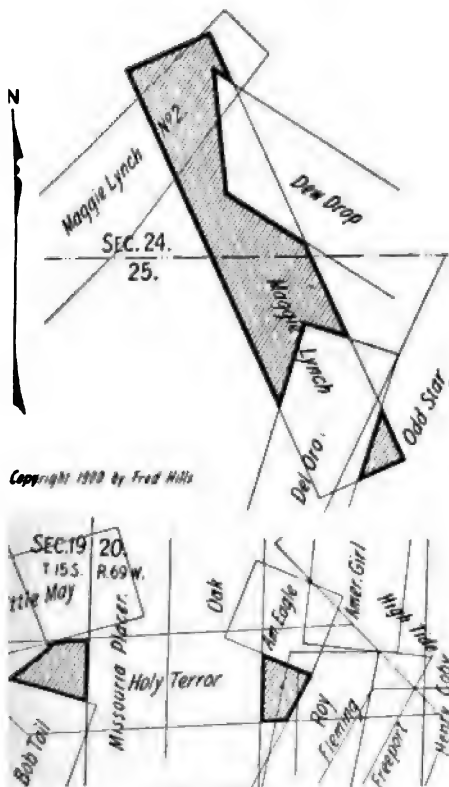 N
Maggie Lynch
No 2.
Dew Drop
SEC. 24.
25.
Maggie
Lynch
Del Oro.
Odd Star
Copyright 1900 by Fred Hills
SEC.19 20.
T 15 S. R.69 W.
ttle May
Missouria Placer.
Oak
Am. Eagle
Amer. Girl
High Tide
Holy Terror
Roy
Fleming
Freeport
Henry
Bob Tail